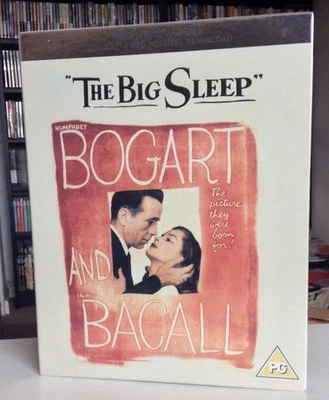 "THE BIG SLEEP"
HUMPHREY
BOGART
The
picture
they
were
born
for!
AND
BACALL
PG